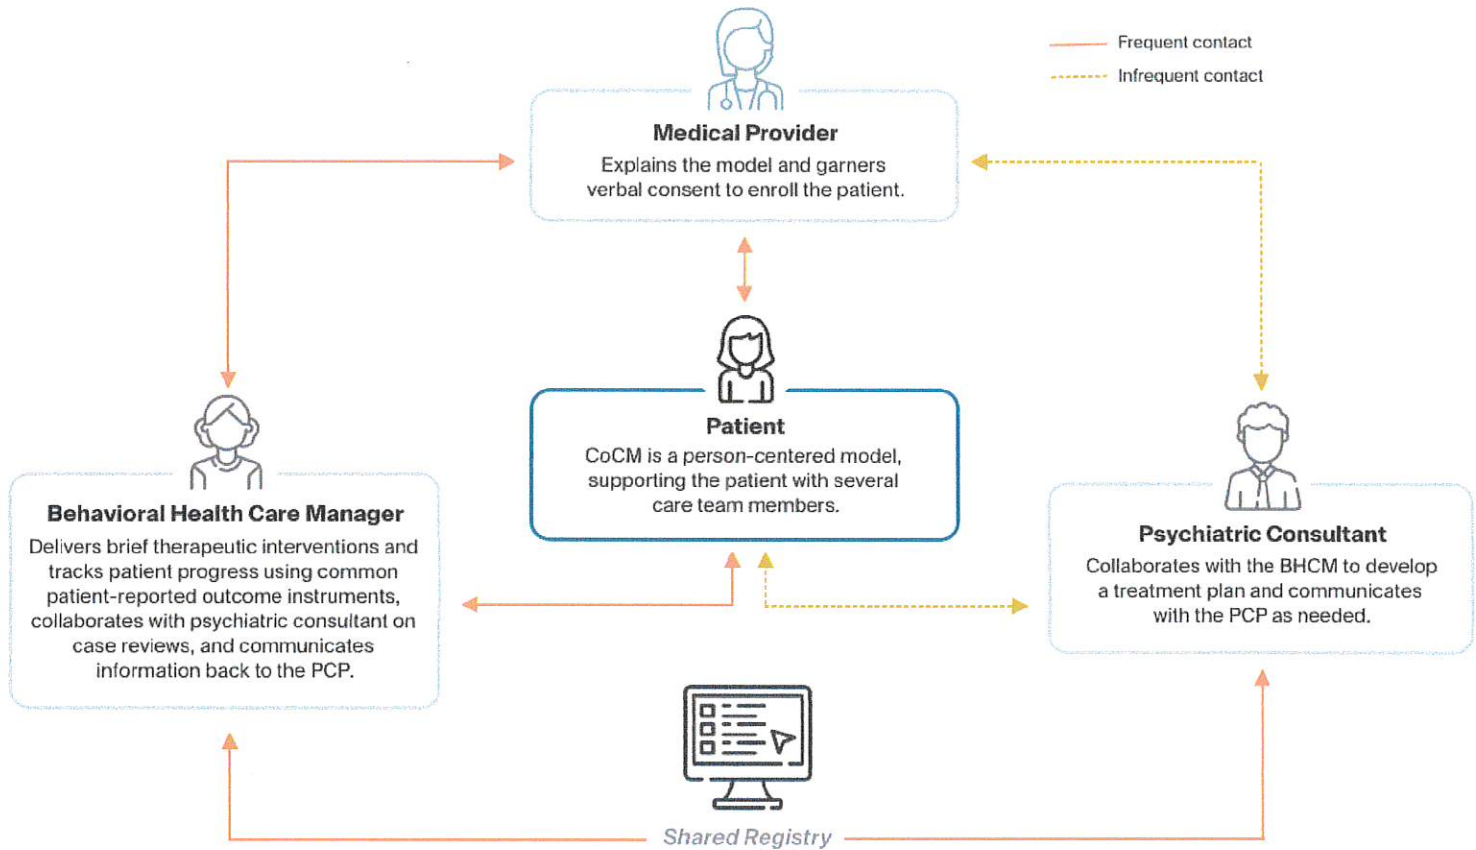 Frequent contact
Infrequent contact
Medical Provider
Explains the model and garners
verbal consent to enroll the patient.
Patient
CoCM is a person-centered model,
supporting the patient with several
care team members.
Behavioral Health Care Manager
Delivers brief therapeutic interventions and
tracks patient progress using common
patient-reported outcome instruments,
collaborates with psychiatric consultant on
case reviews, and communicates
information back to the PCP.
Psychiatric Consultant
Collaborates with the BHCM to develop
a treatment plan and communicates
with the PCP as needed.
Shared Registry